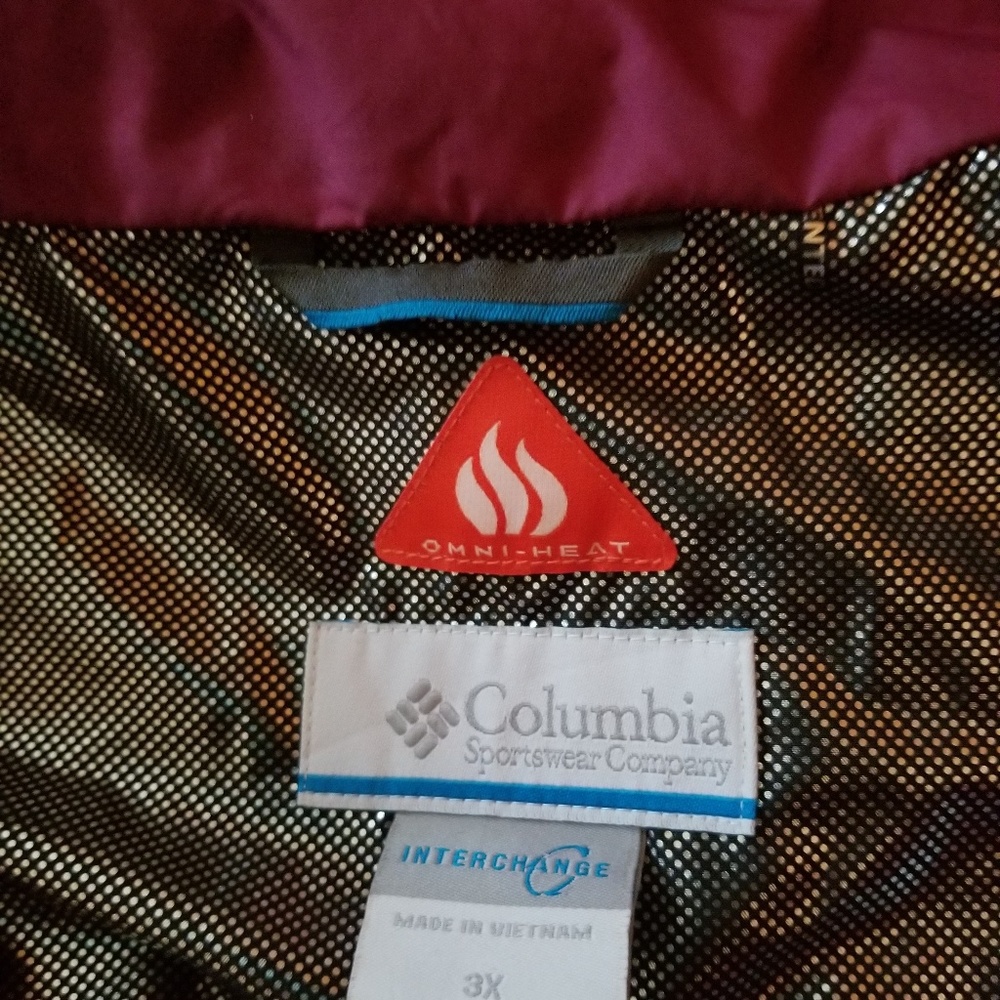 OMNI-HEAT
Columbia
Sportswear Company
INTERCHANGE
MADE IN VIETNAM
3X